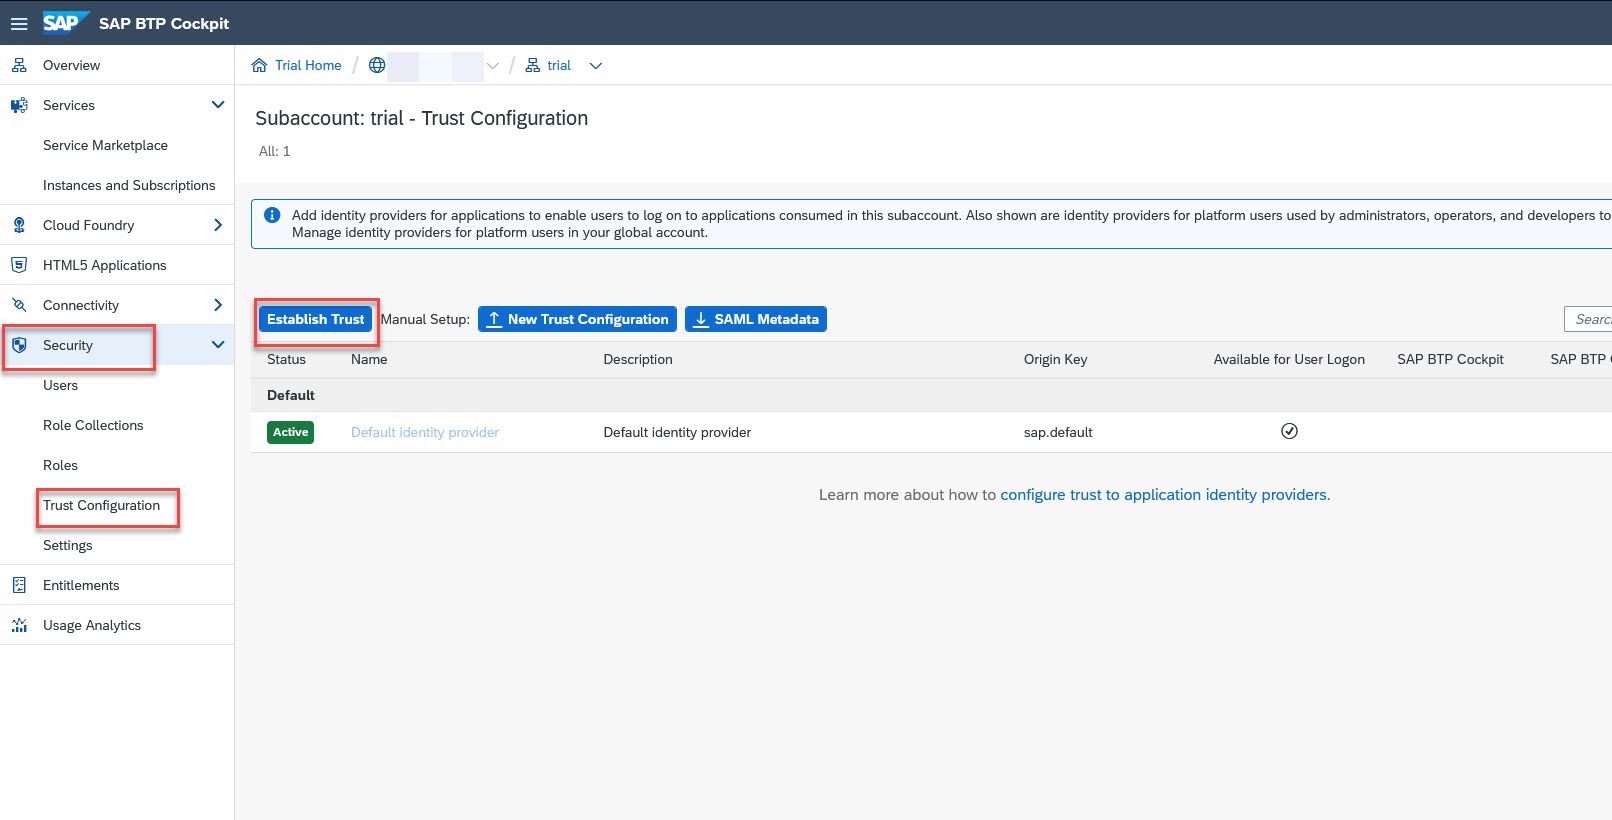 SAP SAP BTP Cockpit
Overview
Services
Service Marketplace
Instances and Subscriptions
Cloud Foundry
HTML5 Applications
Connectivity
Security
Users
Role Collections
Roles
Trust Configuration
Settings
Entitlements
Usage Analytics
Trial Home / / trial
Subaccount: trial - Trust Configuration
All: 1
Add identity providers for applications to enable users to log on to applications consumed in this subaccount. Also shown are identity providers for platform users used by administrators, operators, and developers to
Manage identity providers for platform users in your global account.
Establish Trust Manual Setup: New Trust Configuration SAML Metadata Searc
Status Name Description Origin Key Available for User Logon SAP BTP Cockpit SAP BTP
Default
Active Default identity provider Default identity provider sap.default
Learn more about how to configure trust to application identity providers.